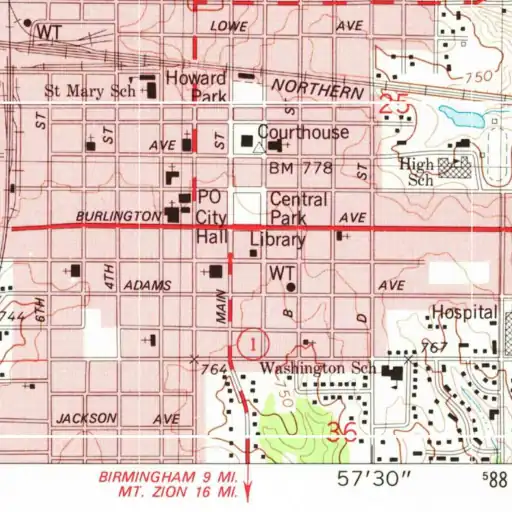 WT
LOWE AVE
750
St Mary Sch
Howard
Park
NORTHERN
25
ST
AVE
ST
S
Courthouse
BM 778
ST
High
Sch
PO
City
Hall
Central
Park
BURLINGTON
AVE
Library
4TH
6TH
ADAMS
MAIN
WT
B
D
AVE
744
Hospital
1
764
767
Washington Sch
750
JACKSON AVE
36
BIRMINGHAM 9 MI.
MT. ZION 16 MI.
57'30"
588